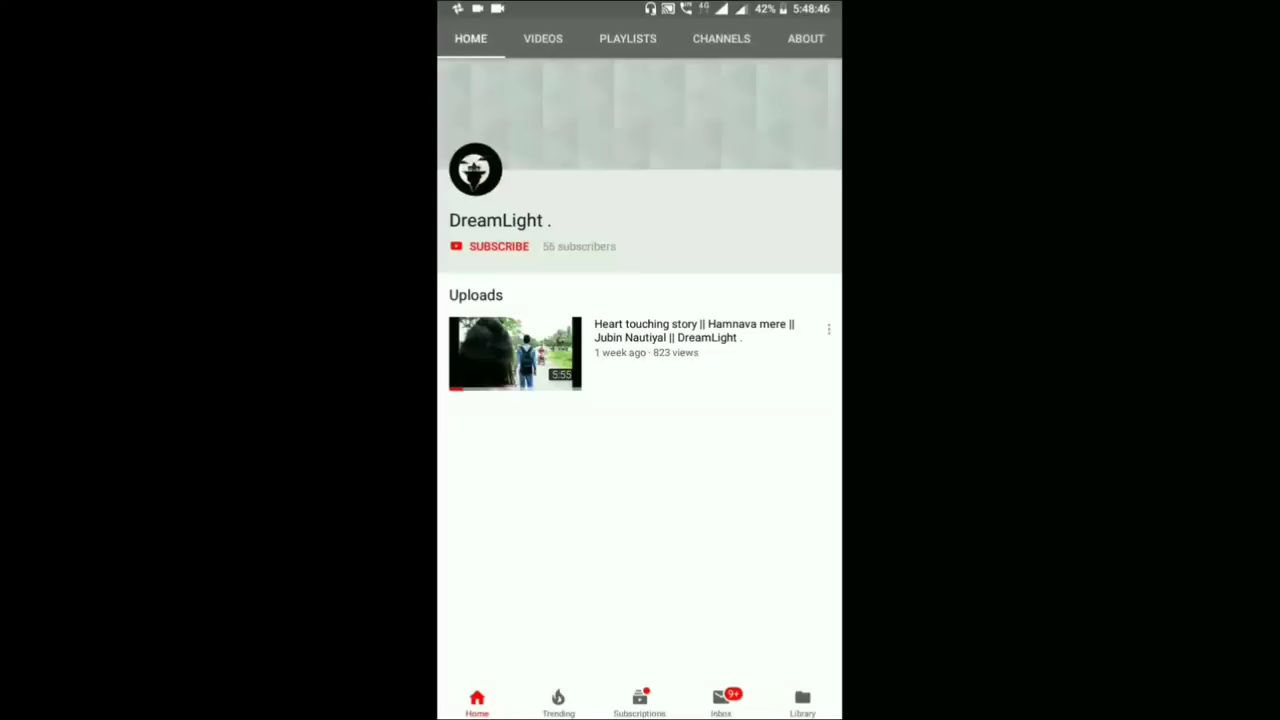 4G 42% 5:48:46
HOME VIDEOS PLAYLISTS CHANNELS ABOUT
DreamLight .
SUBSCRIBE 56 subscribers
Uploads
Heart touching story || Hamnava mere ||
Jubin Nautiyal || DreamLight .
1 week ago · 823 views
5:55
9+
Home Trending Subscriptions Inbox Library